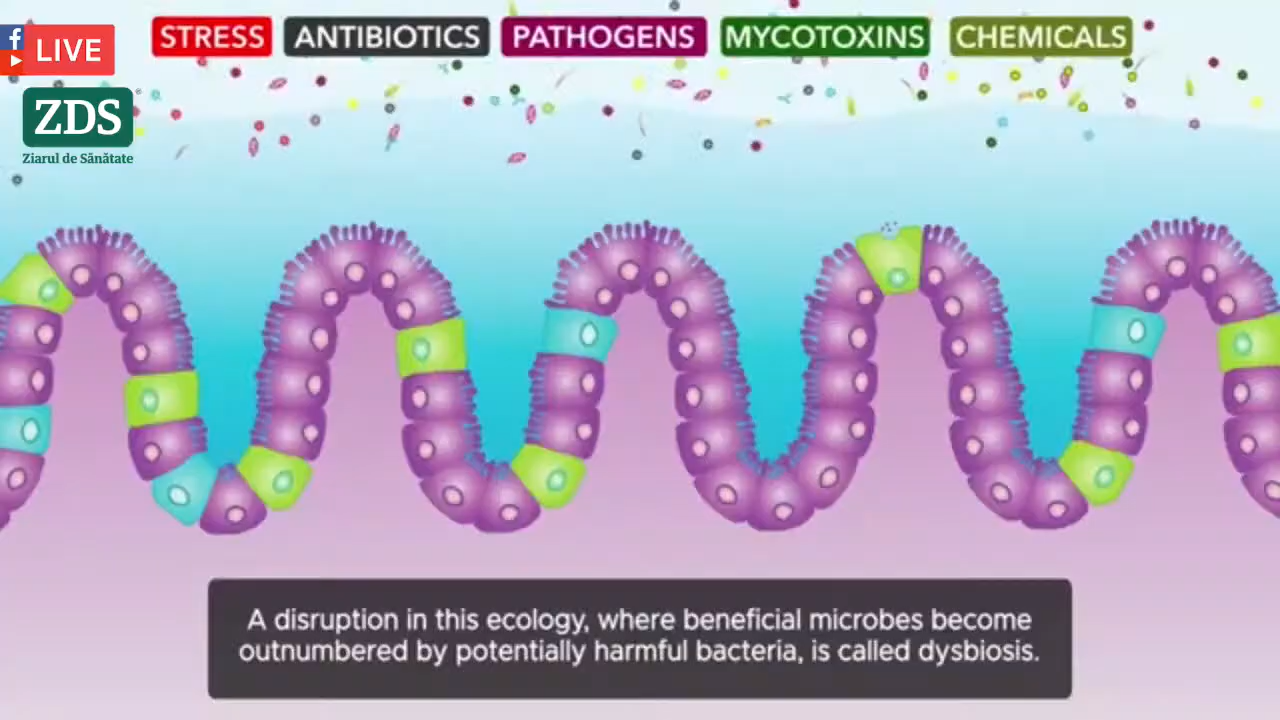 STRESS ANTIBIOTICS PATHOGENS MYCOTOXINS CHEMICALS
LIVE
ZDS
Ziarul de Sănătate
A disruption in this ecology, where beneficial microbes become
outnumbered by potentially harmful bacteria, is called dysbiosis.